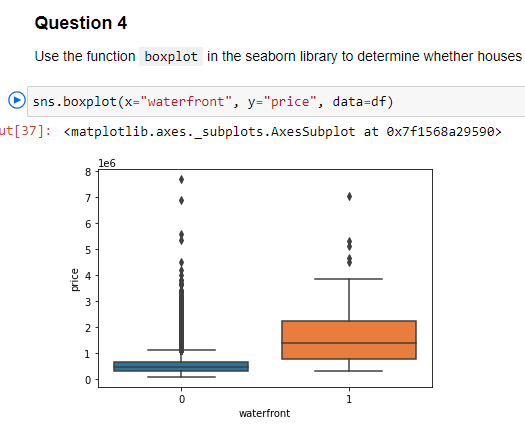 Question 4
Use the function boxplot in the seaborn library to determine whether houses
sns.boxplot(x="waterfront", y="price", data=df)
ut[37]: <matplotlib.axes._subplots.AxesSubplot at 0x7f1568a29590>
1e6
8
7
6
5
4
3
2
1
0
price
0 1
waterfront